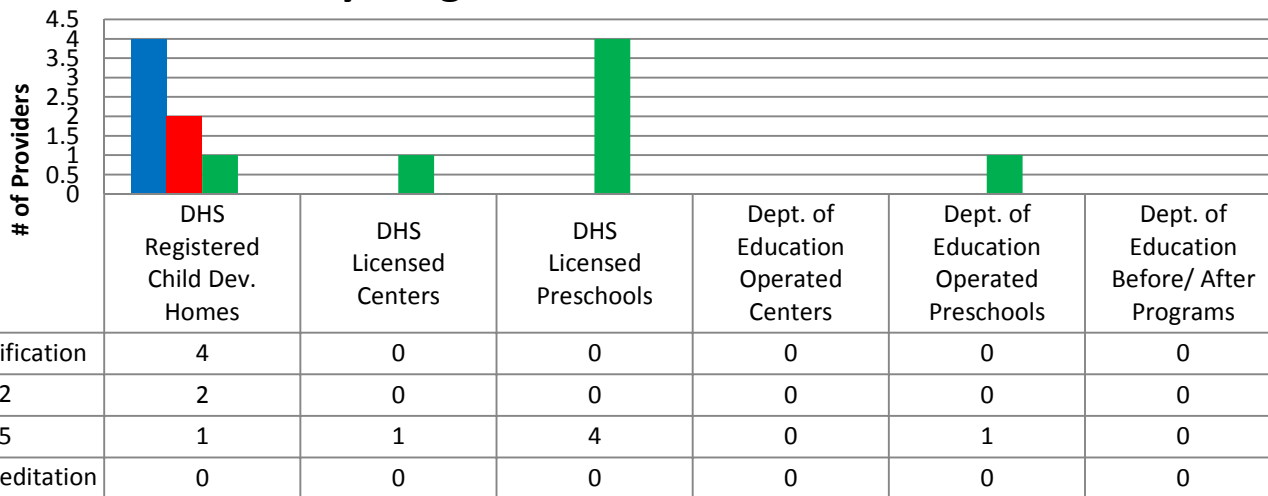 4.5
4
3.5
3
2.5
2
1.5
1
0.5
0
# of Providers
DHS
Registered
Child Dev.
Homes
DHS
Licensed
Centers
DHS
Licensed
Preschools
Dept. of
Education
Operated
Centers
Dept. of
Education
Operated
Preschools
Dept. of
Education
Before/ After
Programs
ification 4 0 0 0 0 0
2 2 0 0 0 0 0
5 1 1 4 0 1 0
editation 0 0 0 0 0 0